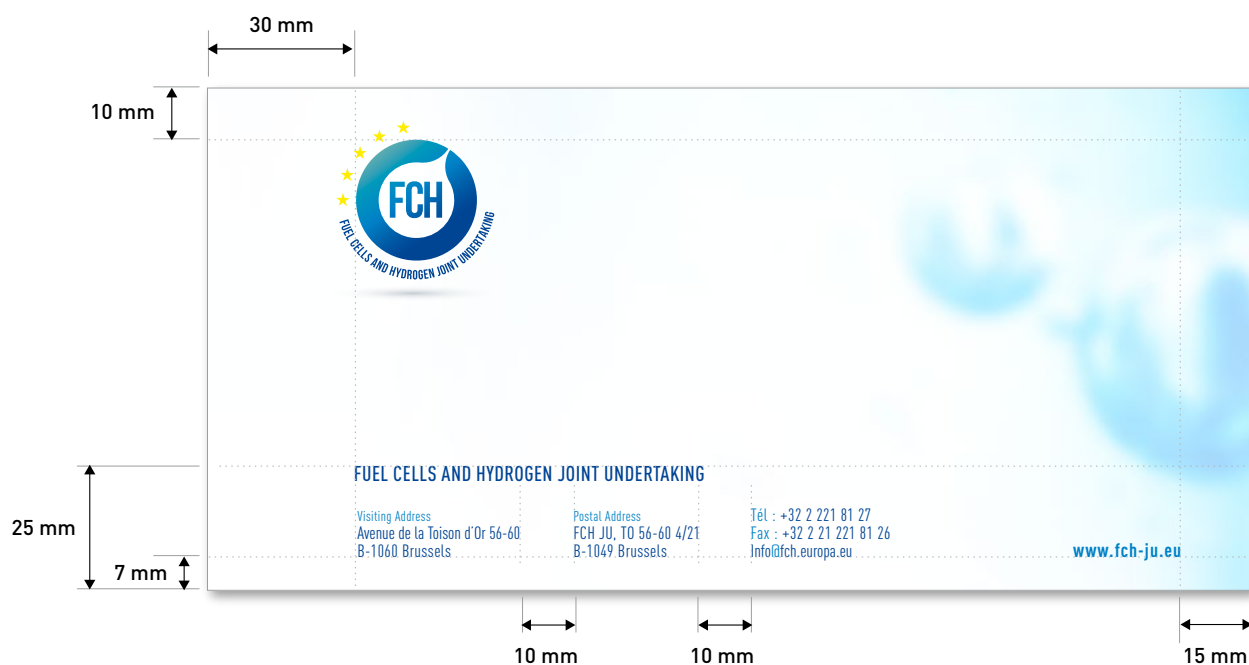 30 mm
10 mm
FCH
FUEL CELLS AND HYDROGEN JOINT UNDERTAKING
25 mm
7 mm
FUEL CELLS AND HYDROGEN JOINT UNDERTAKING
Visiting Address
Avenue de la Toison d'Or 56-60
B-1060 Brussels
Postal Address
FCH JU, TO 56-60 4/21
B-1049 Brussels
Tél : +32 2 221 81 27
Fax : +32 2 21 221 81 26
Info@fch.europa.eu
www.fch-ju.eu
10 mm
10 mm
15 mm